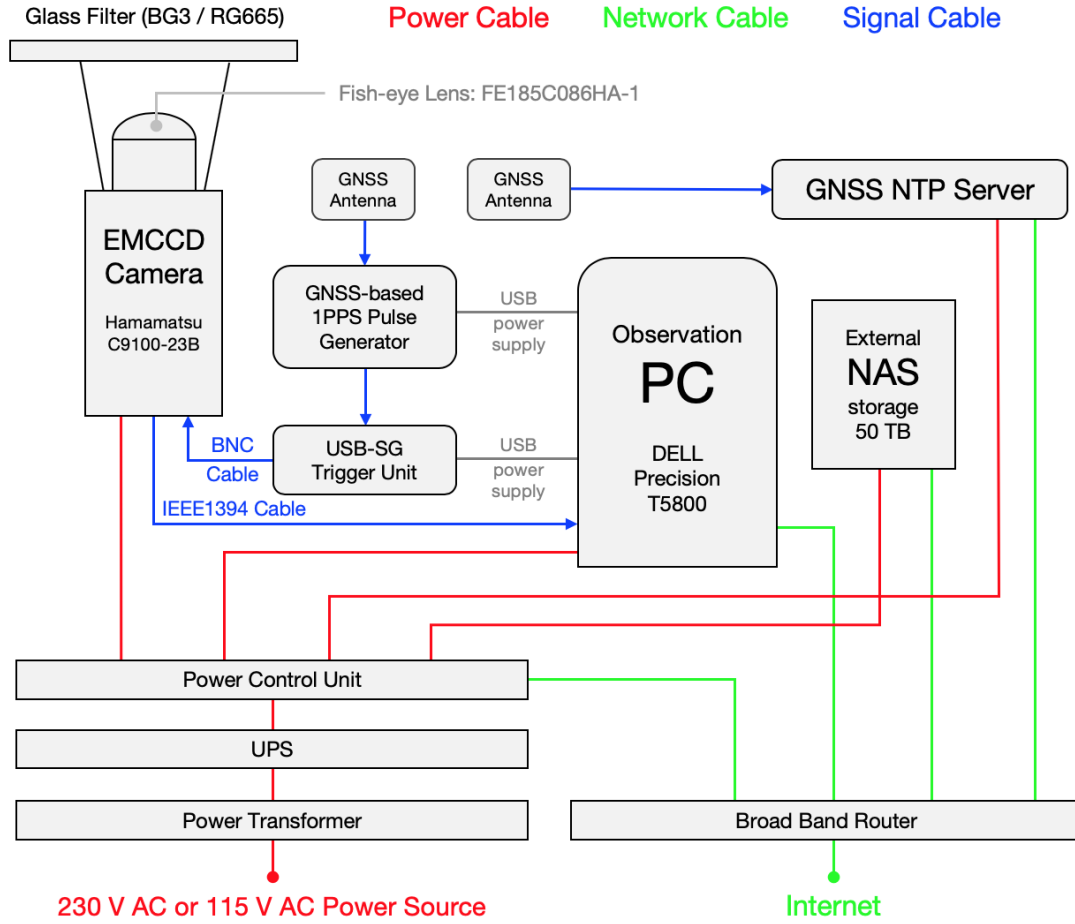 Glass Filter (BG3 / RG665)
Power Cable
Network Cable
Signal Cable
Fish-eye Lens: FE185C086HA-1
GNSS
Antenna
GNSS
Antenna
GNSS NTP Server
EMCCD
Camera
Hamamatsu
C9100-23B
GNSS-based
1PPS Pulse
Generator
USB
power
supply
Observation
PC
DELL
Precision
T5800
External
NAS
storage
50 TB
BNC
Cable
USB-SG
Trigger Unit
USB
power
supply
IEEE1394 Cable
Power Control Unit
UPS
Power Transformer
Broad Band Router
230 V AC or 115 V AC Power Source
Internet